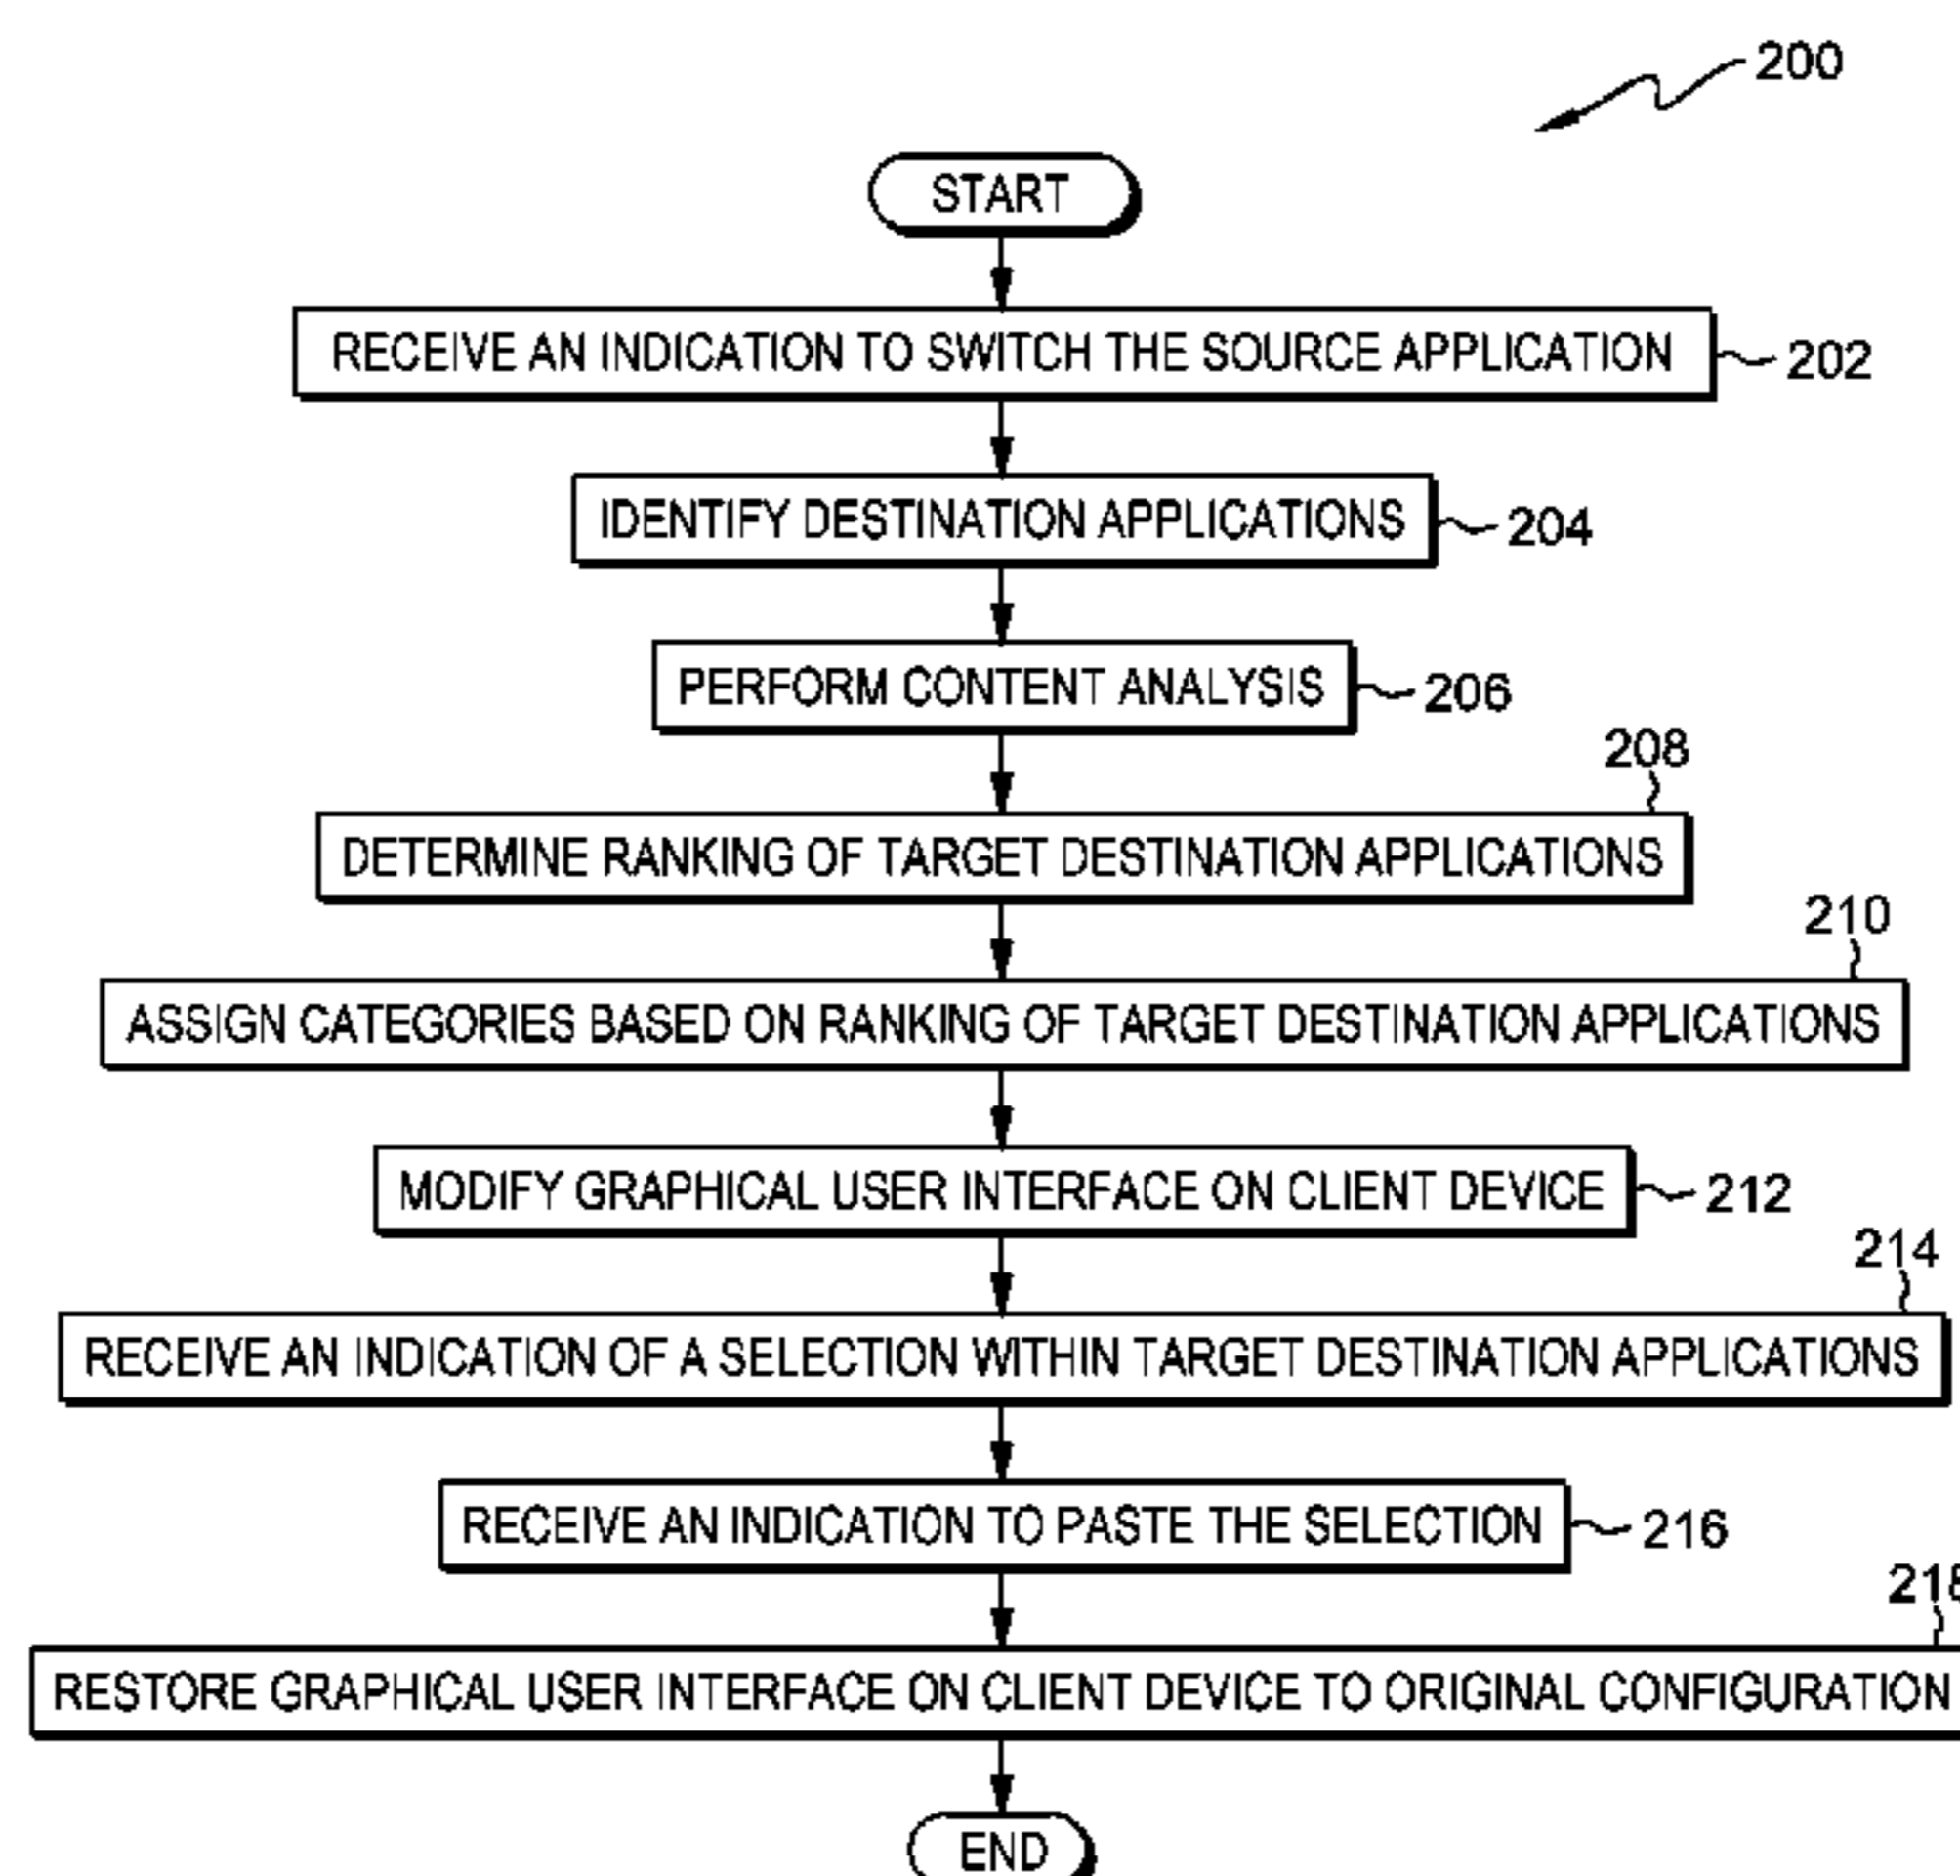 200
START
RECEIVE AN INDICATION TO SWITCH THE SOURCE APPLICATION
202
IDENTIFY DESTINATION APPLICATIONS
204
PERFORM CONTENT ANALYSIS
206
208
DETERMINE RANKING OF TARGET DESTINATION APPLICATIONS
210
ASSIGN CATEGORIES BASED ON RANKING OF TARGET DESTINATION APPLICATIONS
MODIFY GRAPHICAL USER INTERFACE ON CLIENT DEVICE
212
214
RECEIVE AN INDICATION OF A SELECTION WITHIN TARGET DESTINATION APPLICATIONS
RECEIVE AN INDICATION TO PASTE THE SELECTION
216
218
RESTORE GRAPHICAL USER INTERFACE ON CLIENT DEVICE TO ORIGINAL CONFIGURATION
END